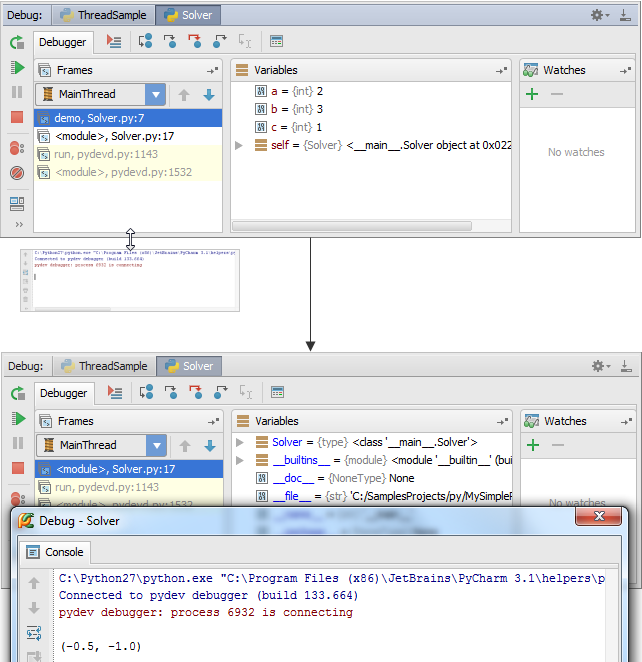 Debug: ThreadSample Solver
Debugger
Frames
MainThread
demo, Solver.py:7
<module>, Solver.py:17
run, pydevd.py:1143
<module>, pydevd.py:1532
Variables
a = {int} 2
b = {int} 3
c = {int} 1
self = {Solver} <__main__.Solver object at 0x022
Watches
No watches
C:\Python27\python.exe "C:\Program Files (x86)\JetBrains\PyCharm 3.1\helpers\py
Connected to pydev debugger (build 133.664)
pydev debugger: process 6932 is connecting
Debug: ThreadSample Solver
Debugger
Frames
MainThread
<module>, Solver.py:17
run, pydevd.py:1143
<module>, pydevd.py:1532
Variables
Solver = {type} <class '__main__.Solver'>
__builtins__ = {module} <module '__builtin__' (bui
__doc__ = {NoneType} None
__file__ = {str} 'C:/SamplesProjects/py/MySimpleP
Watches
No watches
Debug - Solver
Console
C:\Python27\python.exe "C:\Program Files (x86)\JetBrains\PyCharm 3.1\helpers\p
Connected to pydev debugger (build 133.664)
pydev debugger: process 6932 is connecting
(-0.5, -1.0)